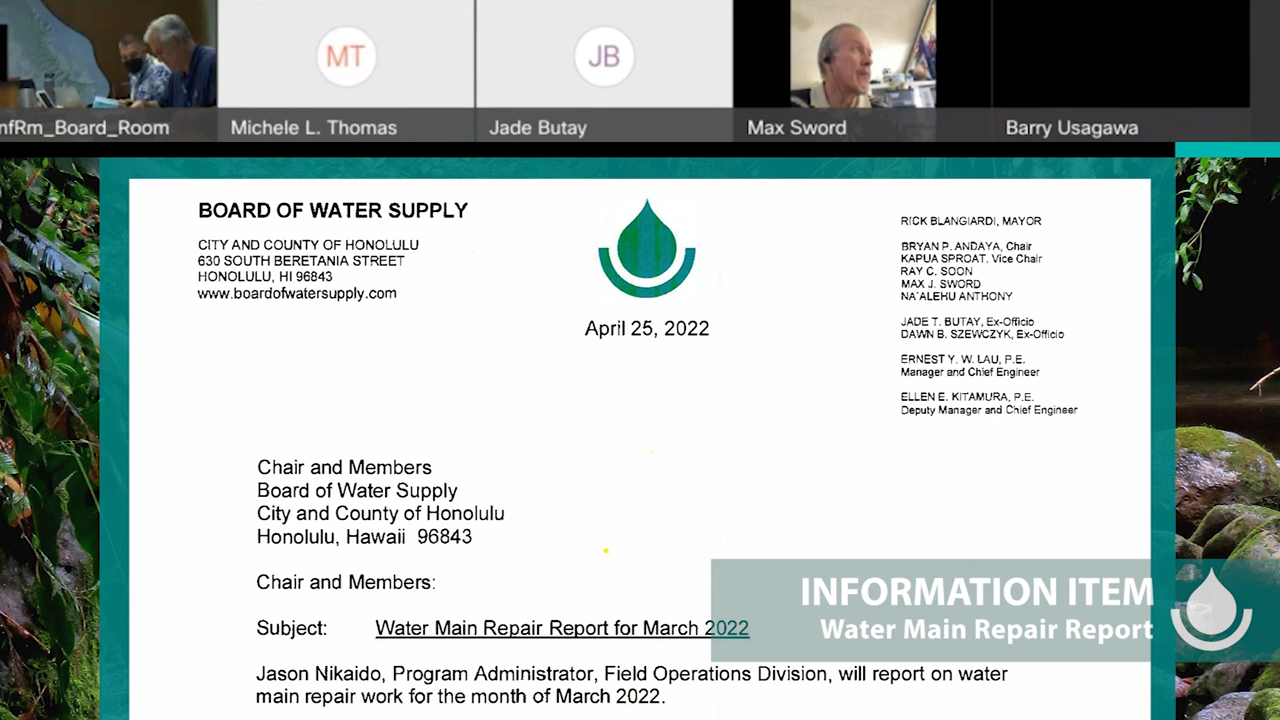 MT
JB
nfRm_Board_Room
Michele L. Thomas
Jade Butay
Max Sword
Barry Usagawa
BOARD OF WATER SUPPLY
CITY AND COUNTY OF HONOLULU
630 SOUTH BERETANIA STREET
HONOLULU, HI 96843
www.boardofwatersupply.com
April 25, 2022
RICK BLANGIARDI, MAYOR
BRYAN P. ANDAYA, Chair
KAPUA SPROAT, Vice Chair
RAY C. SOON
MAX J. SWORD
NA`ALEHU ANTHONY
JADE T. BUTAY, Ex-Officio
DAWN B. SZEWCZYK, Ex-Officio
ERNEST Y. W. LAU, P.E.
Manager and Chief Engineer
ELLEN E. KITAMURA, P.E.
Deputy Manager and Chief Engineer
Chair and Members
Board of Water Supply
City and County of Honolulu
Honolulu, Hawaii 96843
Chair and Members:
Subject: Water Main Repair Report for March 2022
Jason Nikaido, Program Administrator, Field Operations Division, will report on water
main repair work for the month of March 2022.
INFORMATION ITEM
Water Main Repair Report